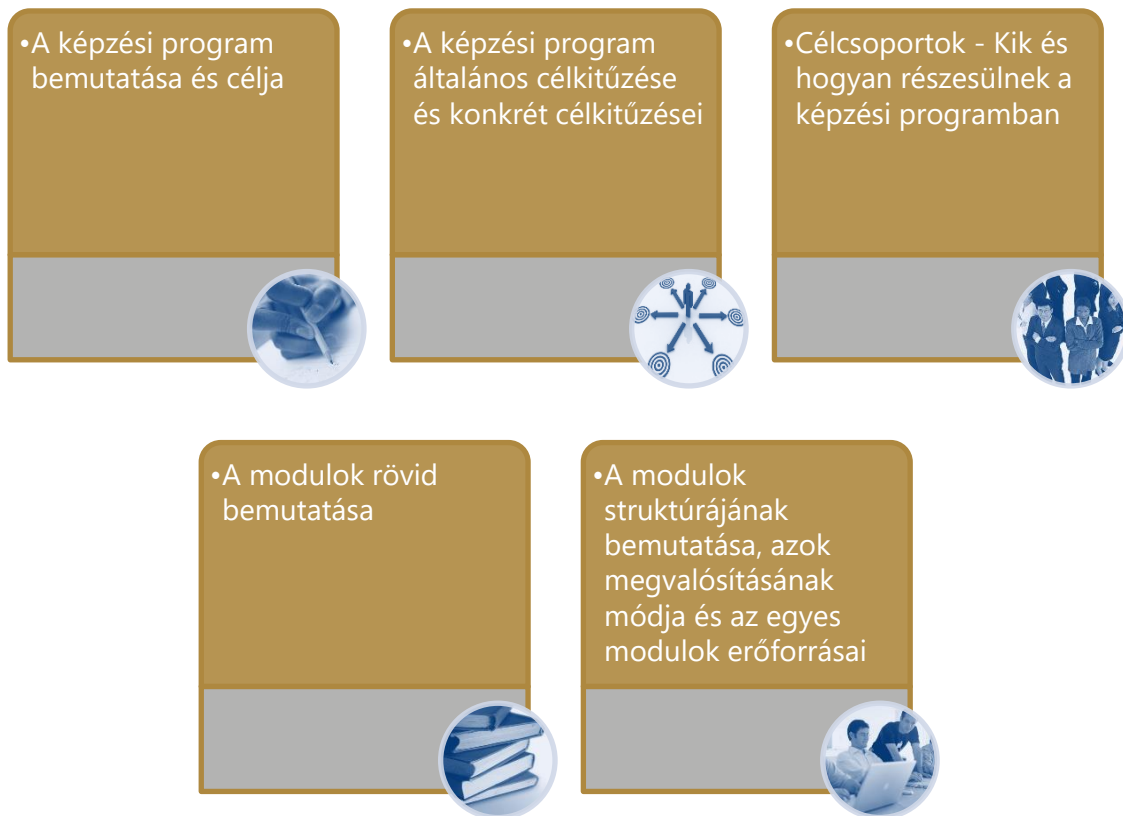 •A képzési program
bemutatása és célja
•A képzési program
általános célkitűzése
és konkrét célkitűzései
•Célcsoportok - Kik és
hogyan részesülnek a
képzési programban
•A modulok rövid
bemutatása
•A modulok
struktúrájának
bemutatása, azok
megvalósításának
módja és az egyes
modulok erőforrásai